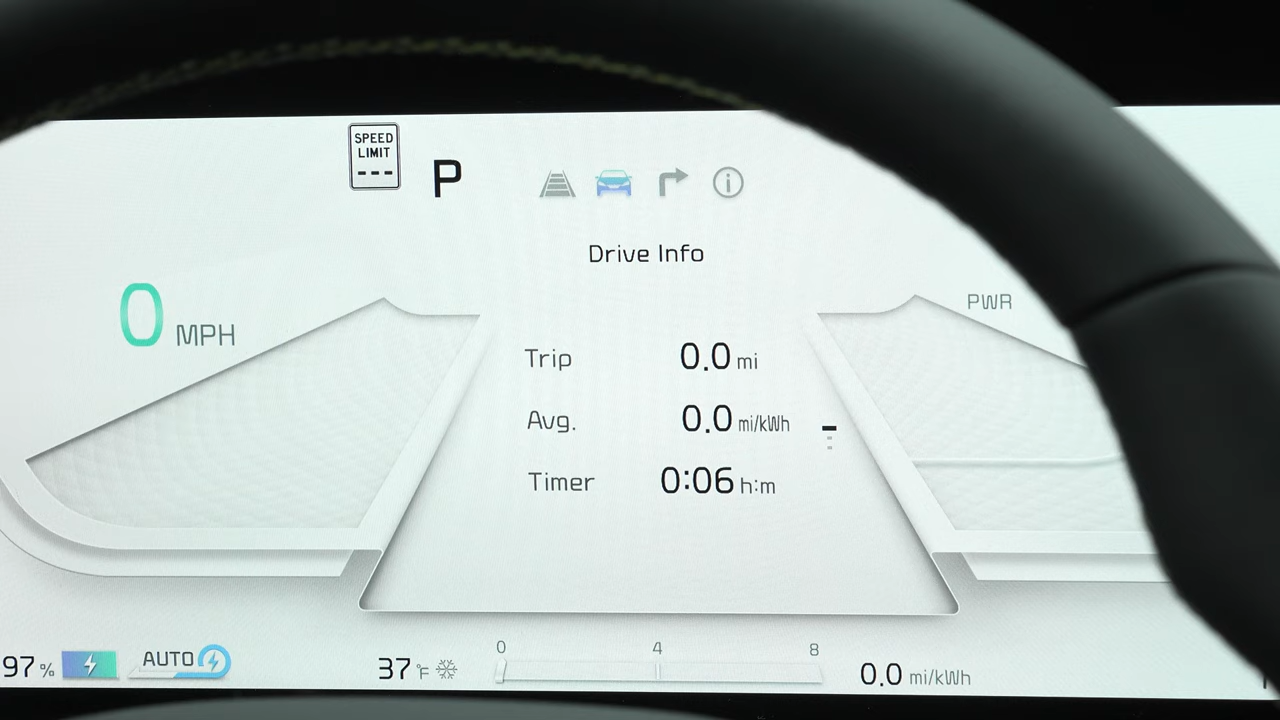 SPEED
LIMIT
---
P
Drive Info
0 MPH
PWR
Trip 0.0 mi
Avg. 0.0 mi/kWh
Timer 0:06 h:m
97 %
AUTO
37 °F
0 4 8
0.0 mi/kWh